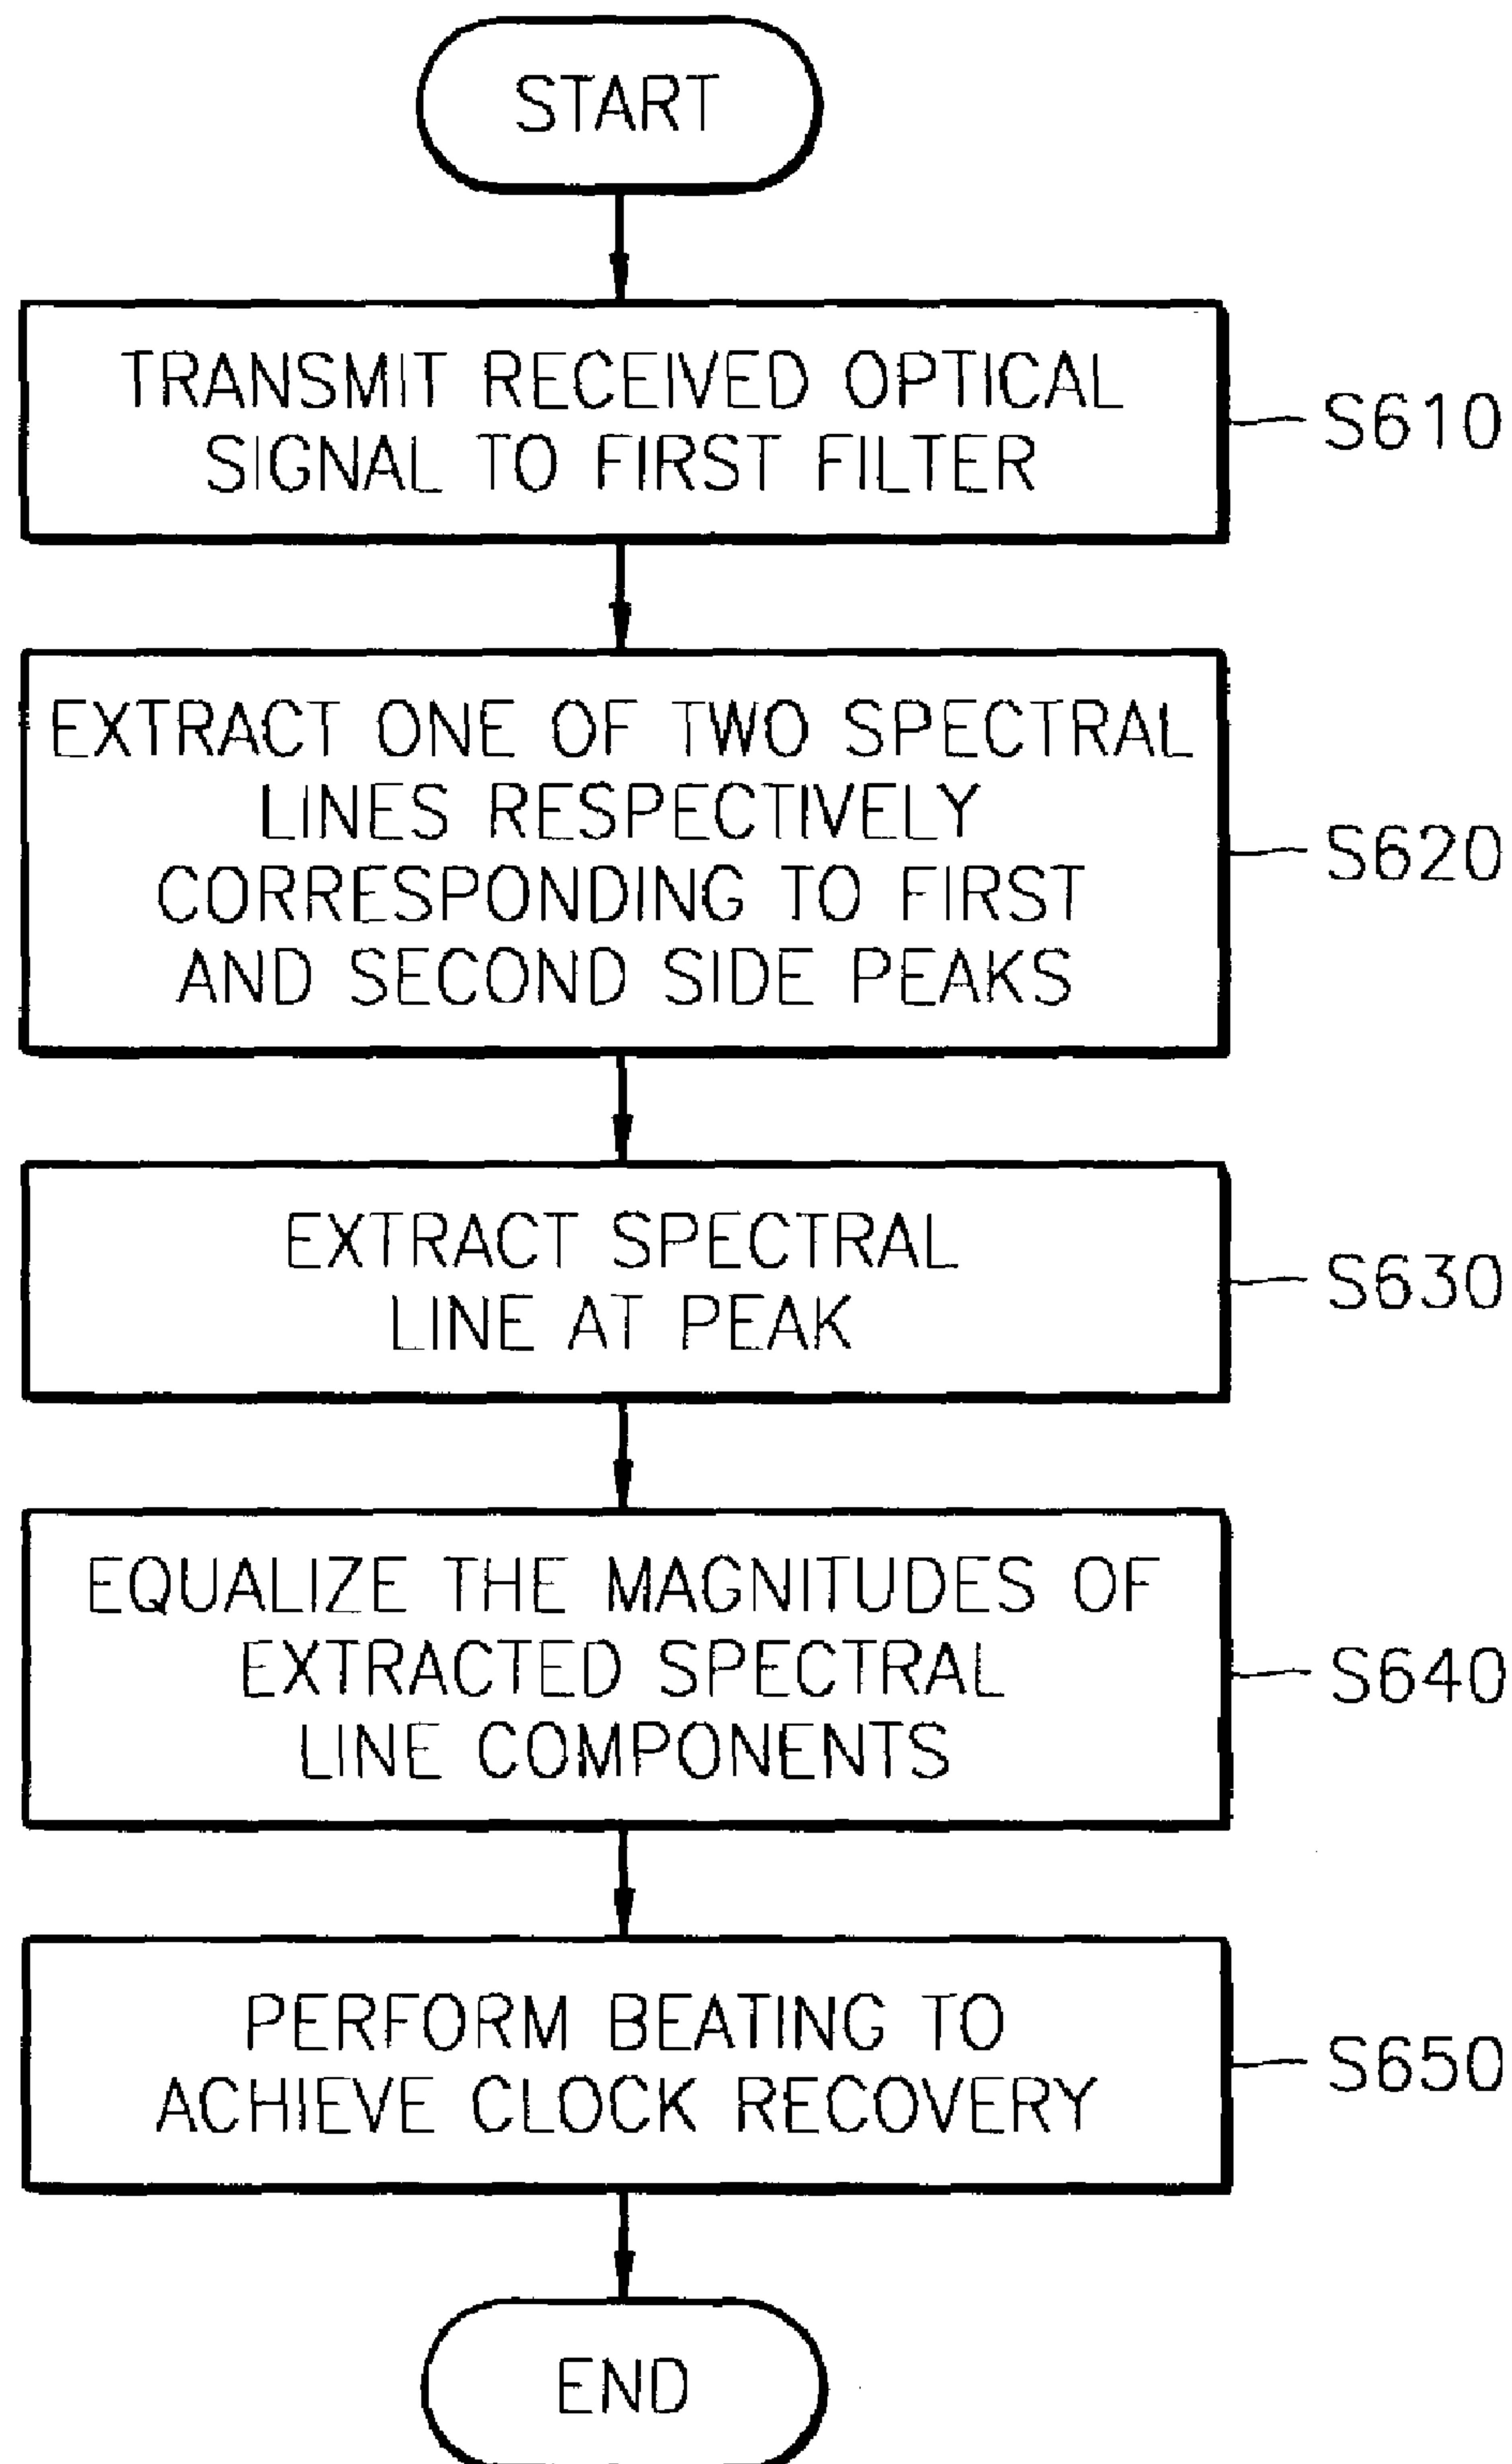 START
TRANSMIT RECEIVED OPTICAL
SIGNAL TO FIRST FILTER
S610
EXTRACT ONE OF TWO SPECTRAL
LINES RESPECTIVELY
CORRESPONDING TO FIRST
AND SECOND SIDE PEAKS
S620
EXTRACT SPECTRAL
LINE AT PEAK
S630
EQUALIZE THE MAGNITUDES OF
EXTRACTED SPECTRAL
LINE COMPONENTS
S640
PERFORM BEATING TO
ACHIEVE CLOCK RECOVERY
S650
END